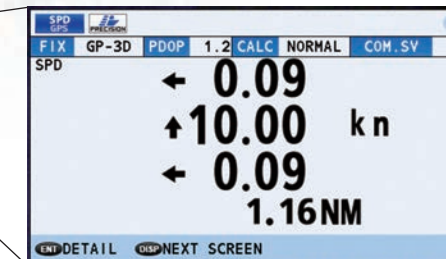 SPD
GPS
PRECISION
FIX GP-3D PDOP 1.2 CALC NORMAL COM.SV
SPD
← 0.09
↑10.00 kn
← 0.09
1.16NM
ENT DETAIL DISP NEXT SCREEN